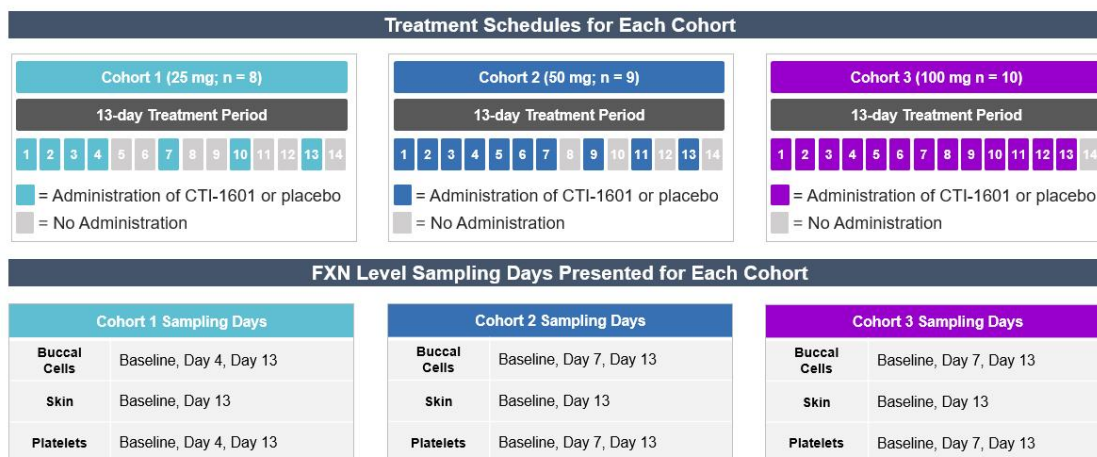 Treatment Schedules for Each Cohort
Cohort 1 (25 mg; n = 8)
13-day Treatment Period
1 2 3 4 5 6 7 8 9 10 11 12 13 14
= Administration of CTI-1601 or placebo
= No Administration
Cohort 2 (50 mg; n = 9)
13-day Treatment Period
1 2 3 4 5 6 7 8 9 10 11 12 13 14
= Administration of CTI-1601 or placebo
= No Administration
Cohort 3 (100 mg n = 10)
13-day Treatment Period
1 2 3 4 5 6 7 8 9 10 11 12 13 14
= Administration of CTI-1601 or placebo
= No Administration
FXN Level Sampling Days Presented for Each Cohort
Cohort 1 Sampling Days
Buccal
Cells
Baseline, Day 4, Day 13
Skin
Baseline, Day 13
Platelets
Baseline, Day 4, Day 13
Cohort 2 Sampling Days
Buccal
Cells
Baseline, Day 7, Day 13
Skin
Baseline, Day 13
Platelets
Baseline, Day 7, Day 13
Cohort 3 Sampling Days
Buccal
Cells
Baseline, Day 7, Day 13
Skin
Baseline, Day 13
Platelets
Baseline, Day 7, Day 13